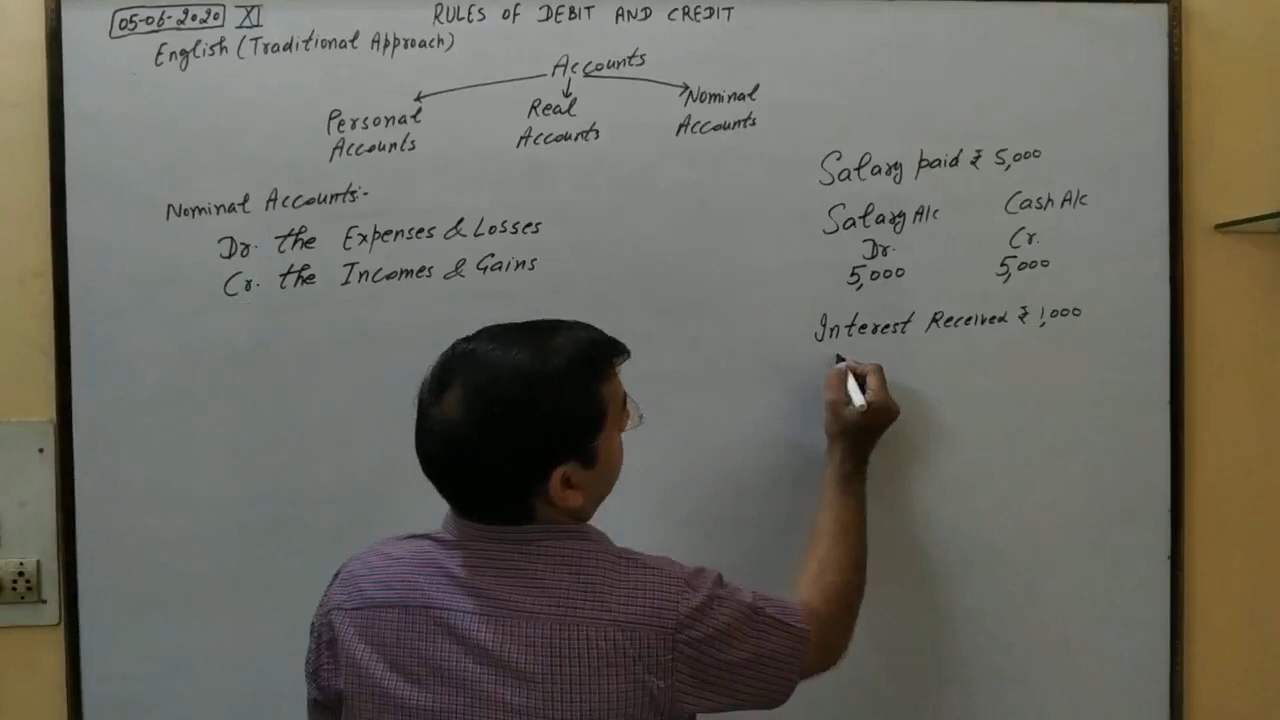 05-06-2020 XI RULES OF DEBIT AND CREDIT
English (Traditional Approach)
Accounts
Personal Accounts
Real Accounts
Nominal Accounts
Nominal Accounts:-
Dr. the Expenses & Losses
Cr. the Incomes & Gains
Salary paid ₹ 5,000
Salary A/c Cash A/c
Dr. Cr.
5,000 5,000
Interest Received ₹ 1,000